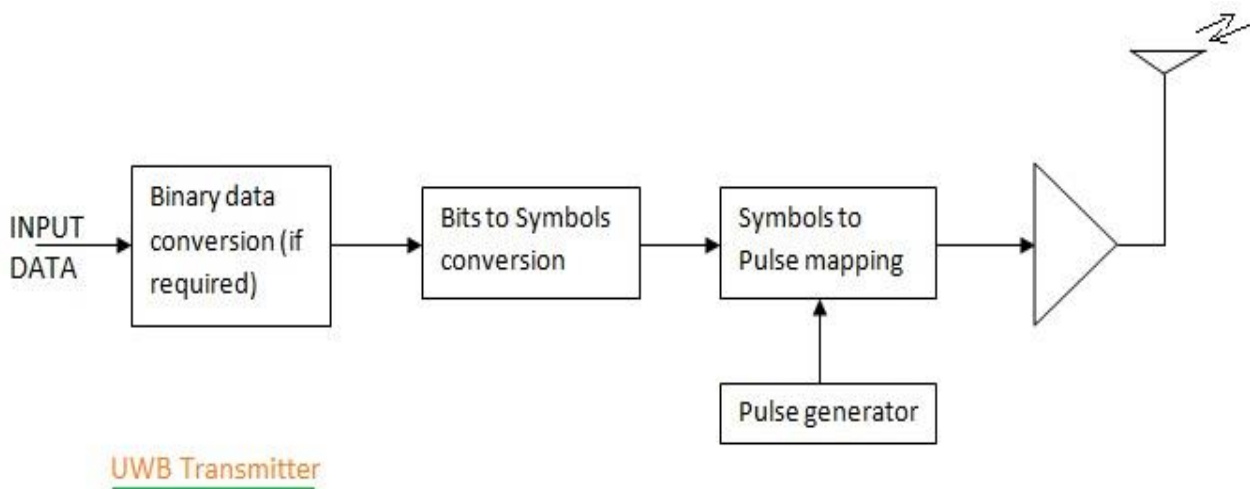 INPUT
DATA
Binary data
conversion (if
required)
Bits to Symbols
conversion
Symbols to
Pulse mapping
Pulse generator
UWB Transmitter